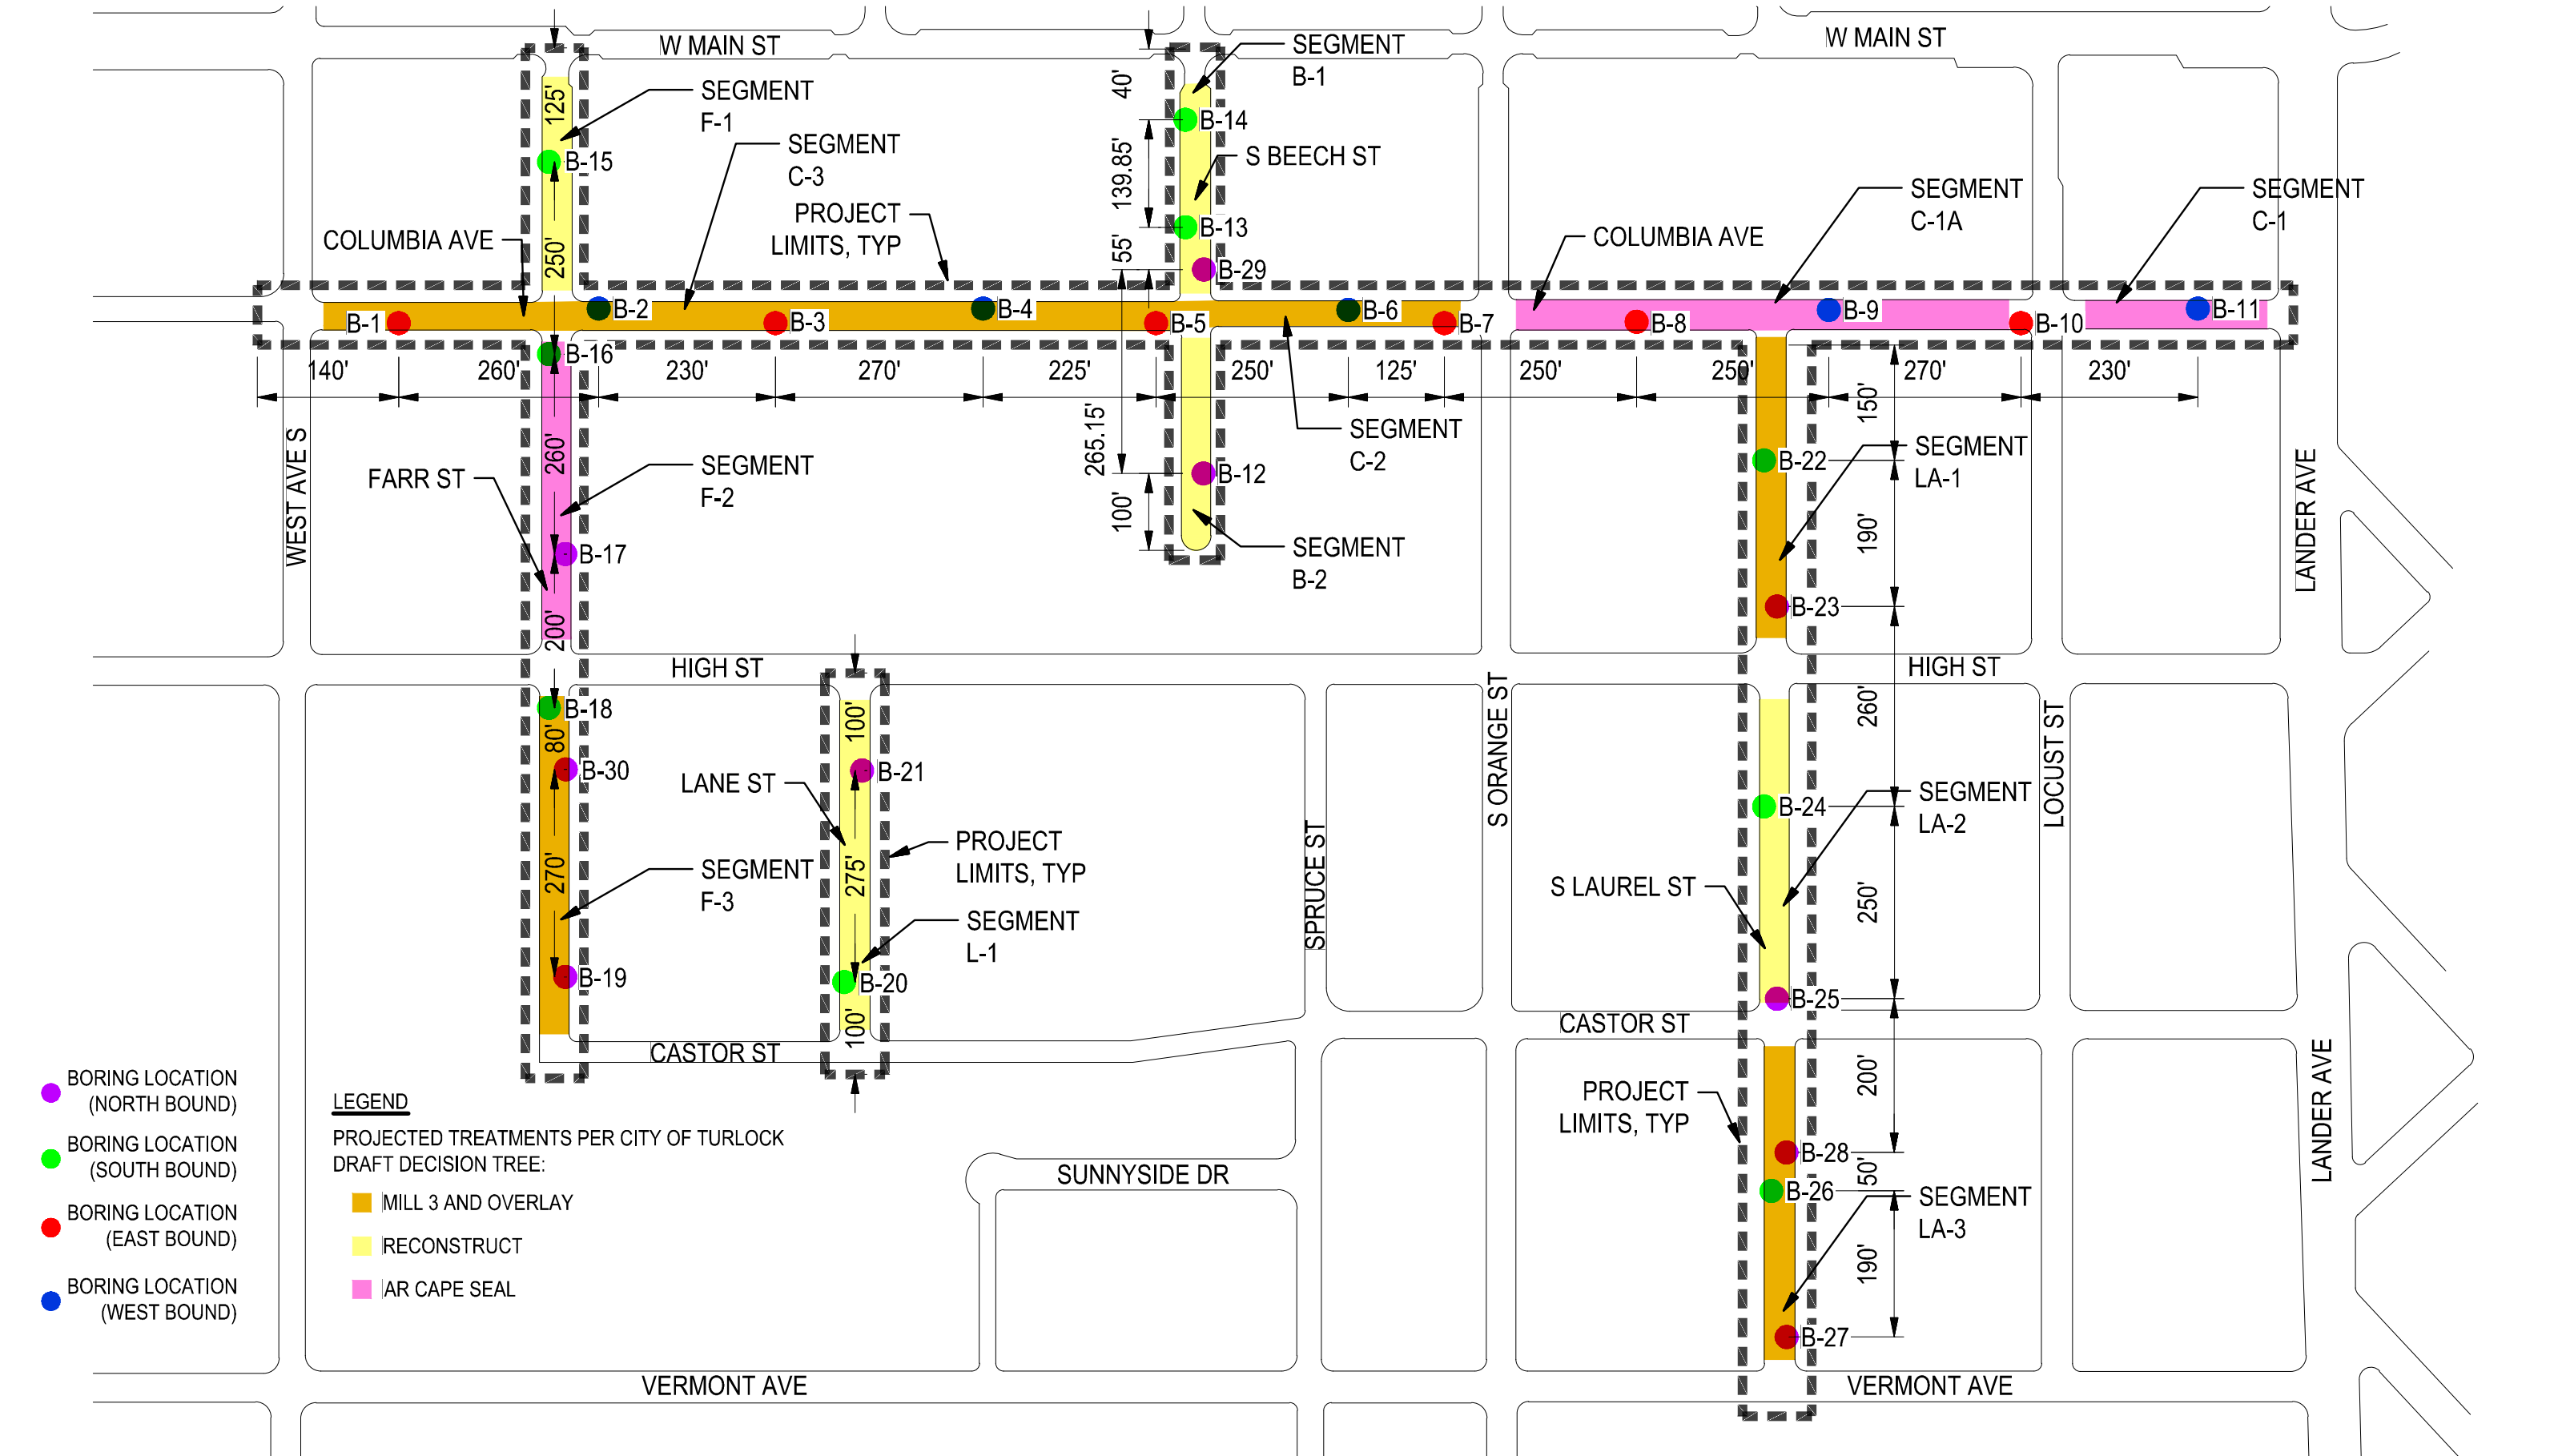 W MAIN ST
W MAIN ST
SEGMENT
B-1
40'
125'
SEGMENT
F-1
B-14
SEGMENT
C-3
B-15
S BEECH ST
139.85'
SEGMENT
C-1A
SEGMENT
C-1
PROJECT
LIMITS, TYP
B-13
COLUMBIA AVE
COLUMBIA AVE
250'
55'
B-29
B-1
B-2
B-3
B-4
B-5
B-6
B-7
B-8
B-9
B-10
B-11
B-16
140'
260'
230'
270'
225'
250'
125'
250'
250'
270'
230'
150'
SEGMENT
C-2
265.15'
WEST AVE S
FARR ST
260'
SEGMENT
F-2
B-12
B-22
SEGMENT
LA-1
100'
190'
LANDER AVE
B-17
SEGMENT
B-2
B-23
200'
HIGH ST
HIGH ST
B-18
80'
100'
S ORANGE ST
260'
LOCUST ST
B-30
B-21
LANE ST
SEGMENT
LA-2
B-24
PROJECT
LIMITS, TYP
SPRUCE ST
270'
SEGMENT
F-3
275'
S LAUREL ST
250'
SEGMENT
L-1
B-19
B-20
B-25
100'
CASTOR ST
CASTOR ST
200'
LANDER AVE
BORING LOCATION
(NORTH BOUND)
BORING LOCATION
(SOUTH BOUND)
BORING LOCATION
(EAST BOUND)
BORING LOCATION
(WEST BOUND)
LEGEND
PROJECTED TREATMENTS PER CITY OF TURLOCK
DRAFT DECISION TREE:
MILL 3 AND OVERLAY
RECONSTRUCT
AR CAPE SEAL
PROJECT
LIMITS, TYP
B-28
50'
B-26
SUNNYSIDE DR
SEGMENT
LA-3
190'
B-27
VERMONT AVE
VERMONT AVE